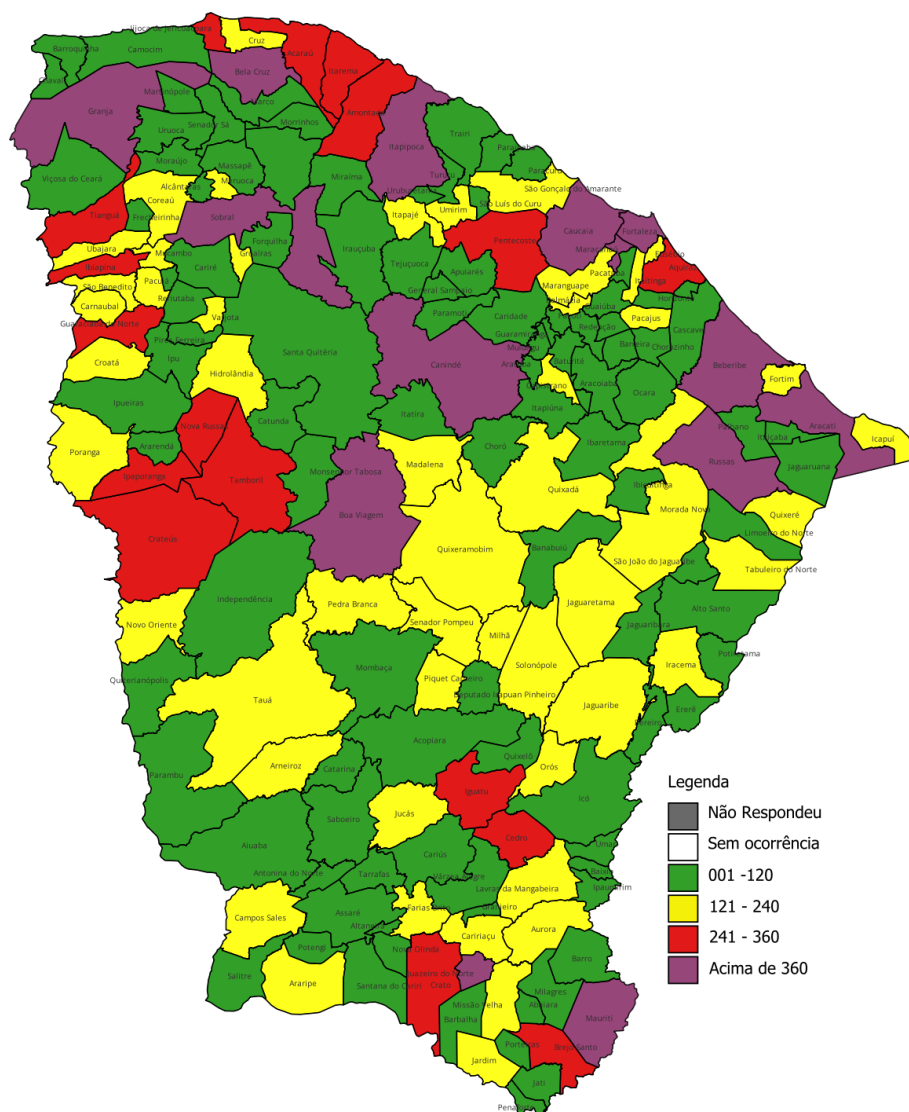 Jijoca de Jericoacoara
Cruz
Barroquinha
Camocim
Acaraú
Itarema
Chaval
Bela Cruz
Martinópole
Granja
Marco
Amontada
Senador Sá
Morrinhos
Uruoca
Trairi
Itapipoca
Moraújo
Massapê
Paraipaba
Viçosa do Ceará
Miraíma
Tururu
Paracuru
Alcântaras
Meruoca
Uruburetama
São Gonçalo do Amarante
Coreaú
São Luís do Curu
Tianguá
Frecheirinha
Sobral
Itapajé
Umirim
Caucaia
Fortaleza
Ubajara
Mucambo
Forquilha
Irauçuba
Pentecoste
Maracanaú
Eusébio
Groaíras
Ibiapina
Cariré
Tejuçuoca
Apuiarés
Pacatuba
Aquiraz
São Benedito
Pacujá
General Sampaio
Maranguape
Itaitinga
Reriutaba
Palmácia
Guaiúba
Horizonte
Carnaubal
Varjota
Paramoti
Caridade
Pacajus
Guaraciaba do Norte
Redenção
Pires Ferreira
Guaramiranga
Barreira
Cascavel
Chorozinho
Croatá
Ipu
Santa Quitéria
Canindé
Mulungu
Aratuba
Baturité
Beberibe
Hidrolândia
Capistrano
Aracoiaba
Fortim
Ipueiras
Catunda
Itatira
Itapiúna
Ocara
Nova Russas
Palhano
Aracati
Poranga
Ararendá
Choró
Ibaretama
Itaiçaba
Icapuí
Ipaporanga
Tamboril
Monsenhor Tabosa
Madalena
Russas
Jaguaruana
Quixadá
Ibicuitinga
Boa Viagem
Morada Nova
Quixeré
Crateús
Limoeiro do Norte
Quixeramobim
Banabuiú
São João do Jaguaribe
Tabuleiro do Norte
Independência
Pedra Branca
Jaguaretama
Alto Santo
Novo Oriente
Senador Pompeu
Jaguaribara
Milhã
Potiretama
Quiterianópolis
Mombaça
Solonópole
Iracema
Piquet Carneiro
Deputado Irapuan Pinheiro
Tauá
Jaguaribe
Ererê
Pereiro
Acopiara
Quixelô
Parambu
Arneiroz
Catarina
Orós
Iguatu
Icó
Saboeiro
Jucás
Aiuaba
Cariús
Cedro
Umari
Antonina do Norte
Tarrafas
Várzea Alegre
Baixio
Lavras da Mangabeira
Ipaumirim
Campos Sales
Assaré
Farias Brito
Granjeiro
Altaneira
Caririaçu
Aurora
Potengi
Nova Olinda
Salitre
Juazeiro do Norte
Barro
Araripe
Santana do Cariri
Crato
Milagres
Missão Velha
Abaiara
Barbalha
Mauriti
Porteiras
Brejo Santo
Jardim
Jati
Penaforte
Legenda
Não Respondeu
Sem ocorrência
001 -120
121 - 240
241 - 360
Acima de 360